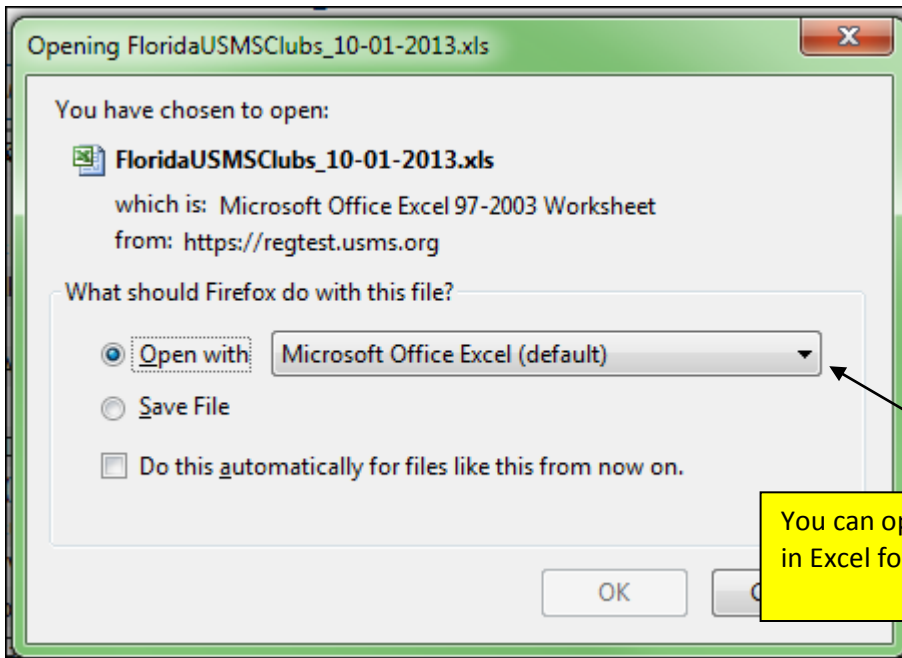 Opening FloridaUSMSClubs_10-01-2013.xls
You have chosen to open:
FloridaUSMSClubs_10-01-2013.xls
which is: Microsoft Office Excel 97-2003 Worksheet
from: https://regtest.usms.org
What should Firefox do with this file?
Open with Microsoft Office Excel (default)
Save File
Do this automatically for files like this from now on.
You can
in Excel
OK